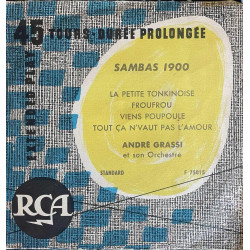 45 TOURS-DURÉE PROLONGÉE
SAMBAS 1900
LA PETITE TONKINOISE
FROUFROU
VIENS POUPOULE
TOUT ÇA N'VAUT PAS L'AMOUR
ANDRÉ GRASSI
et son Orchestre
STANDARD
RCA